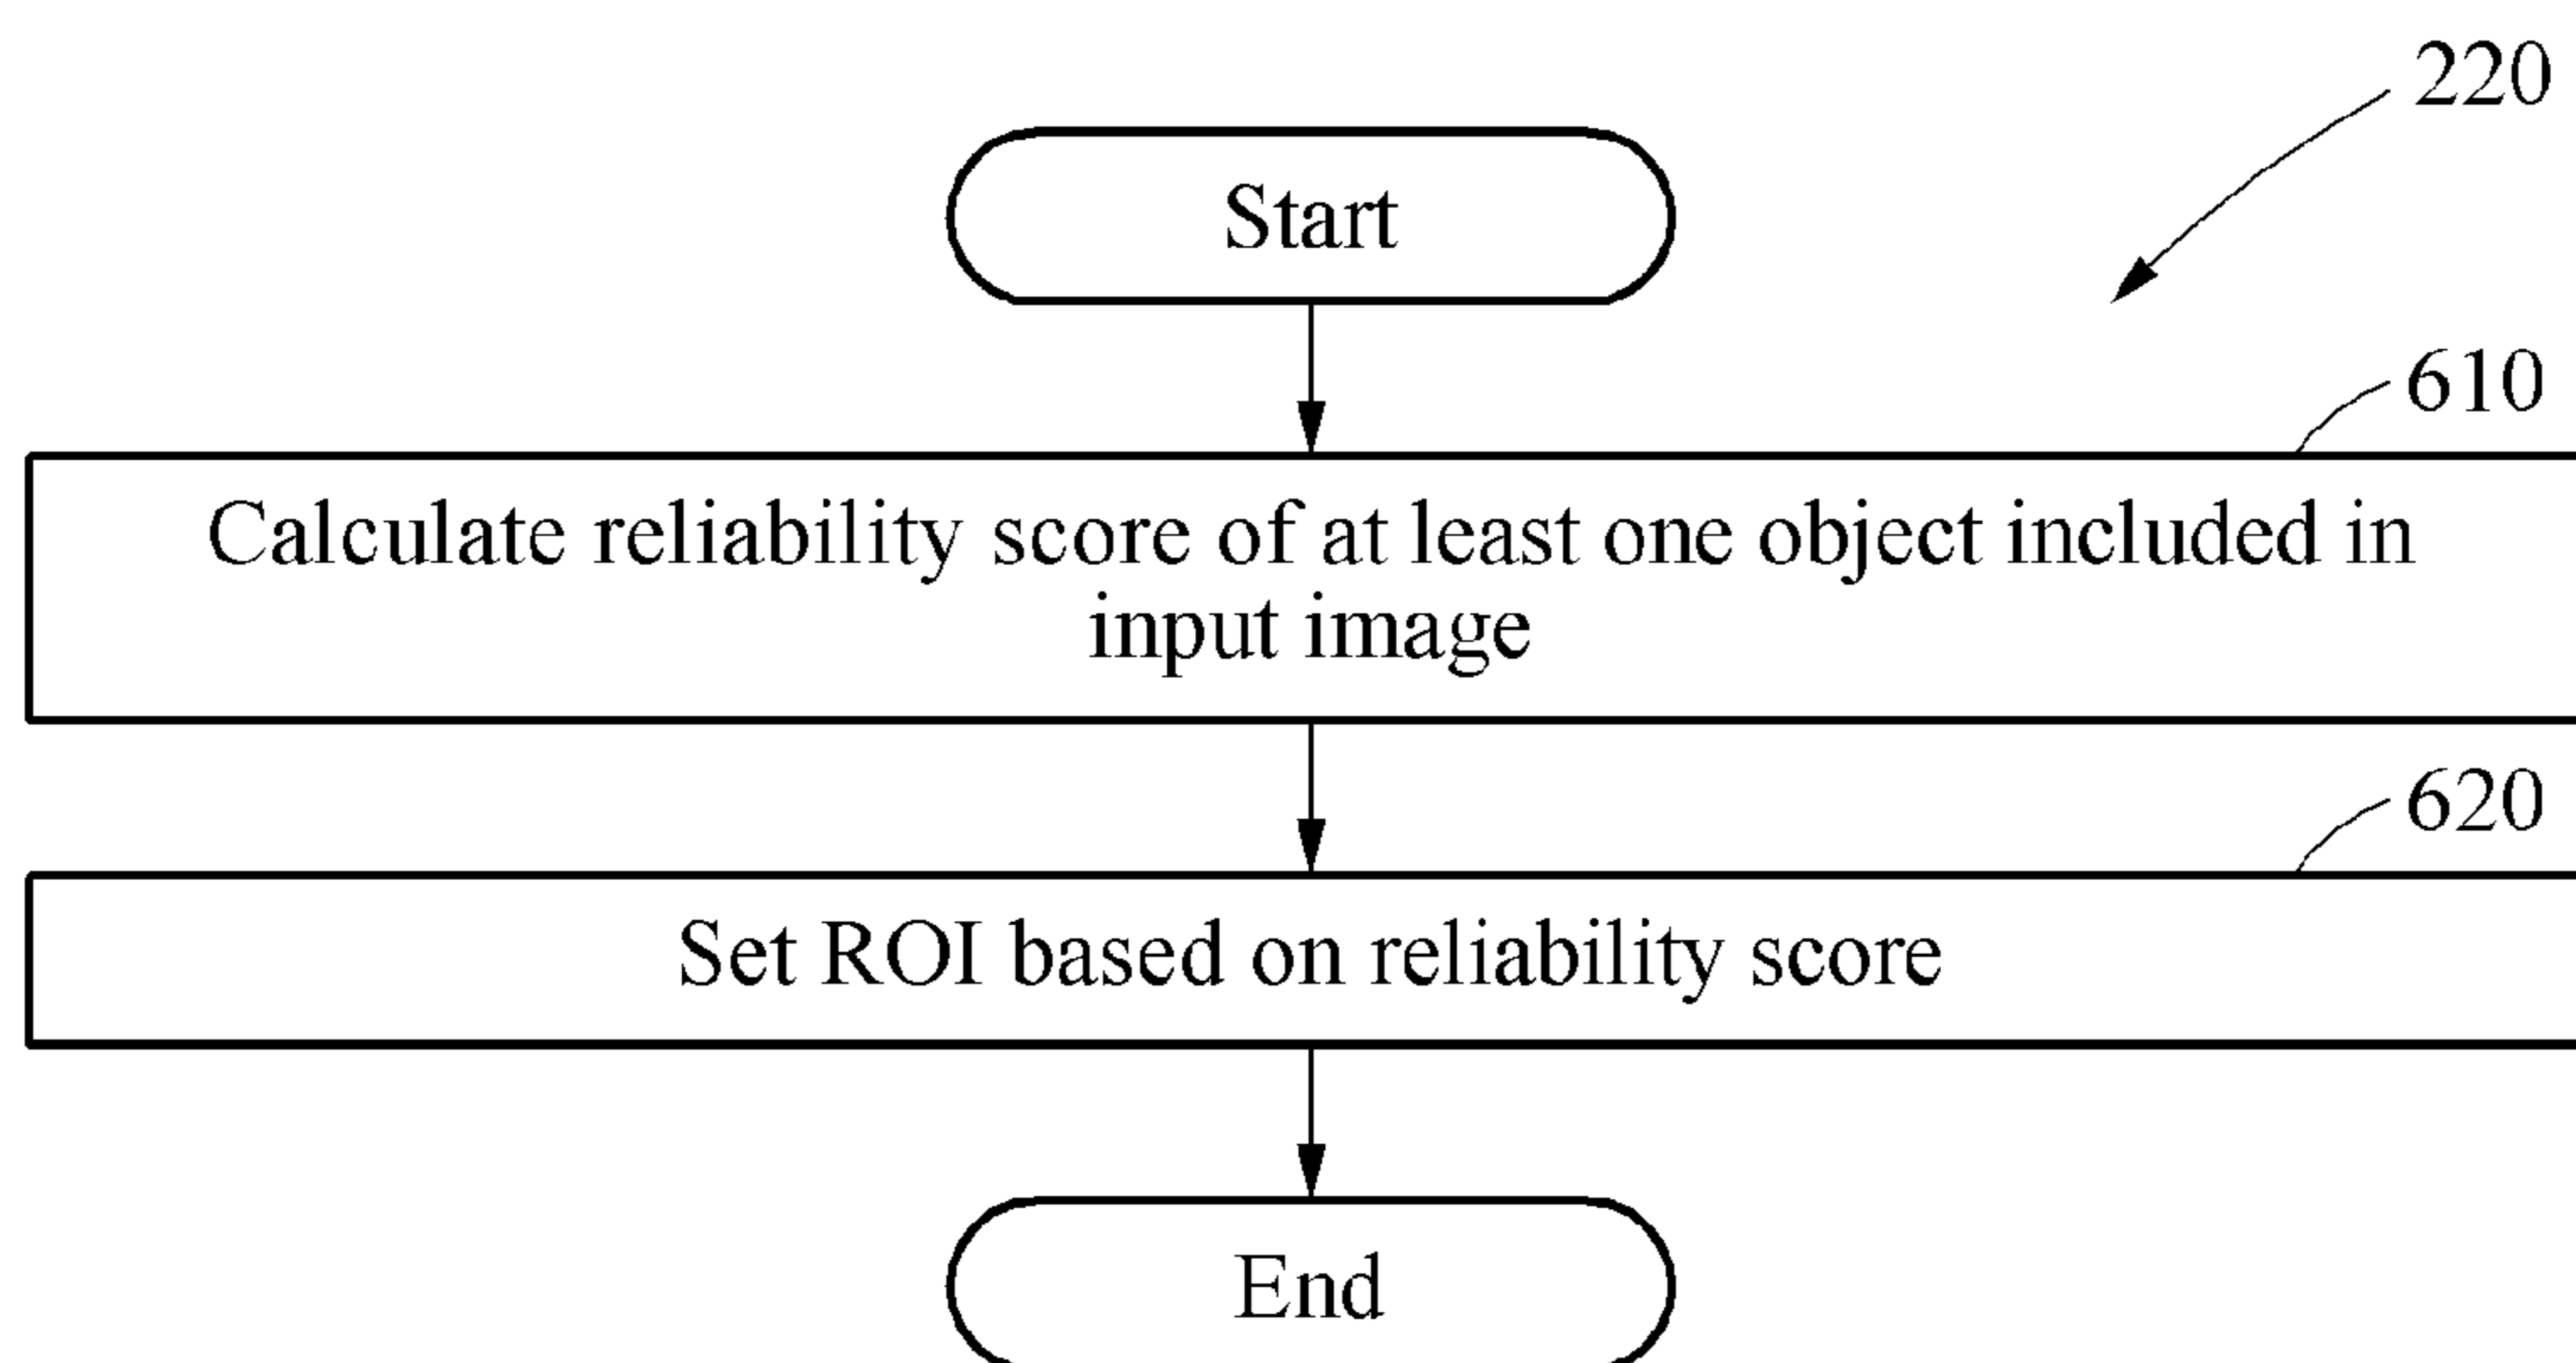 220
Start
610
Calculate reliability score of at least one object included in
input image
620
Set ROI based on reliability score
End